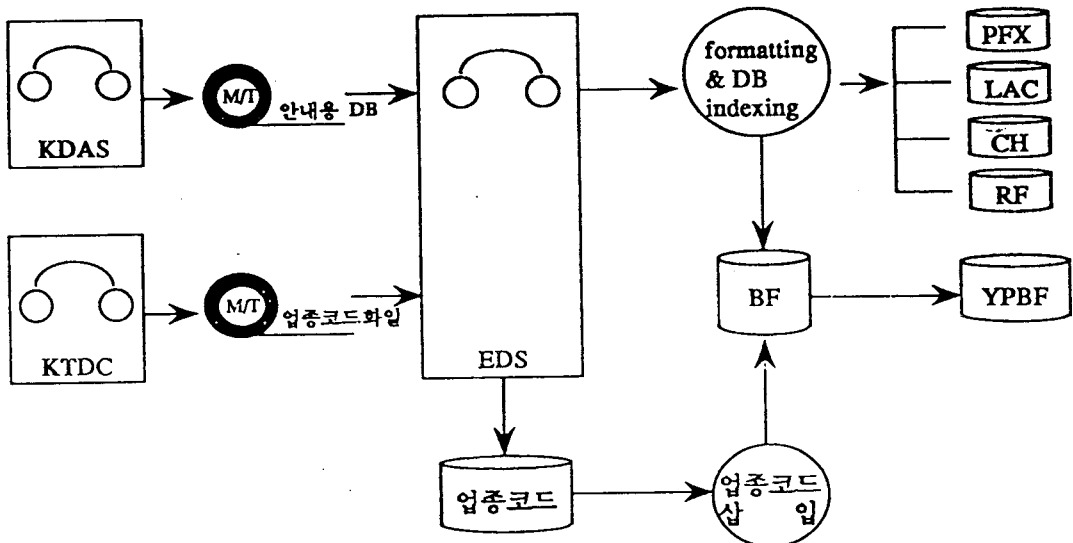 KDAS
M/T
안내용 DB
KTDC
M/T
업종코드화일
EDS
formatting
& DB
indexing
PFX
LAC
CH
RF
BF
YPBF
업종코드
업종코드
삽 입